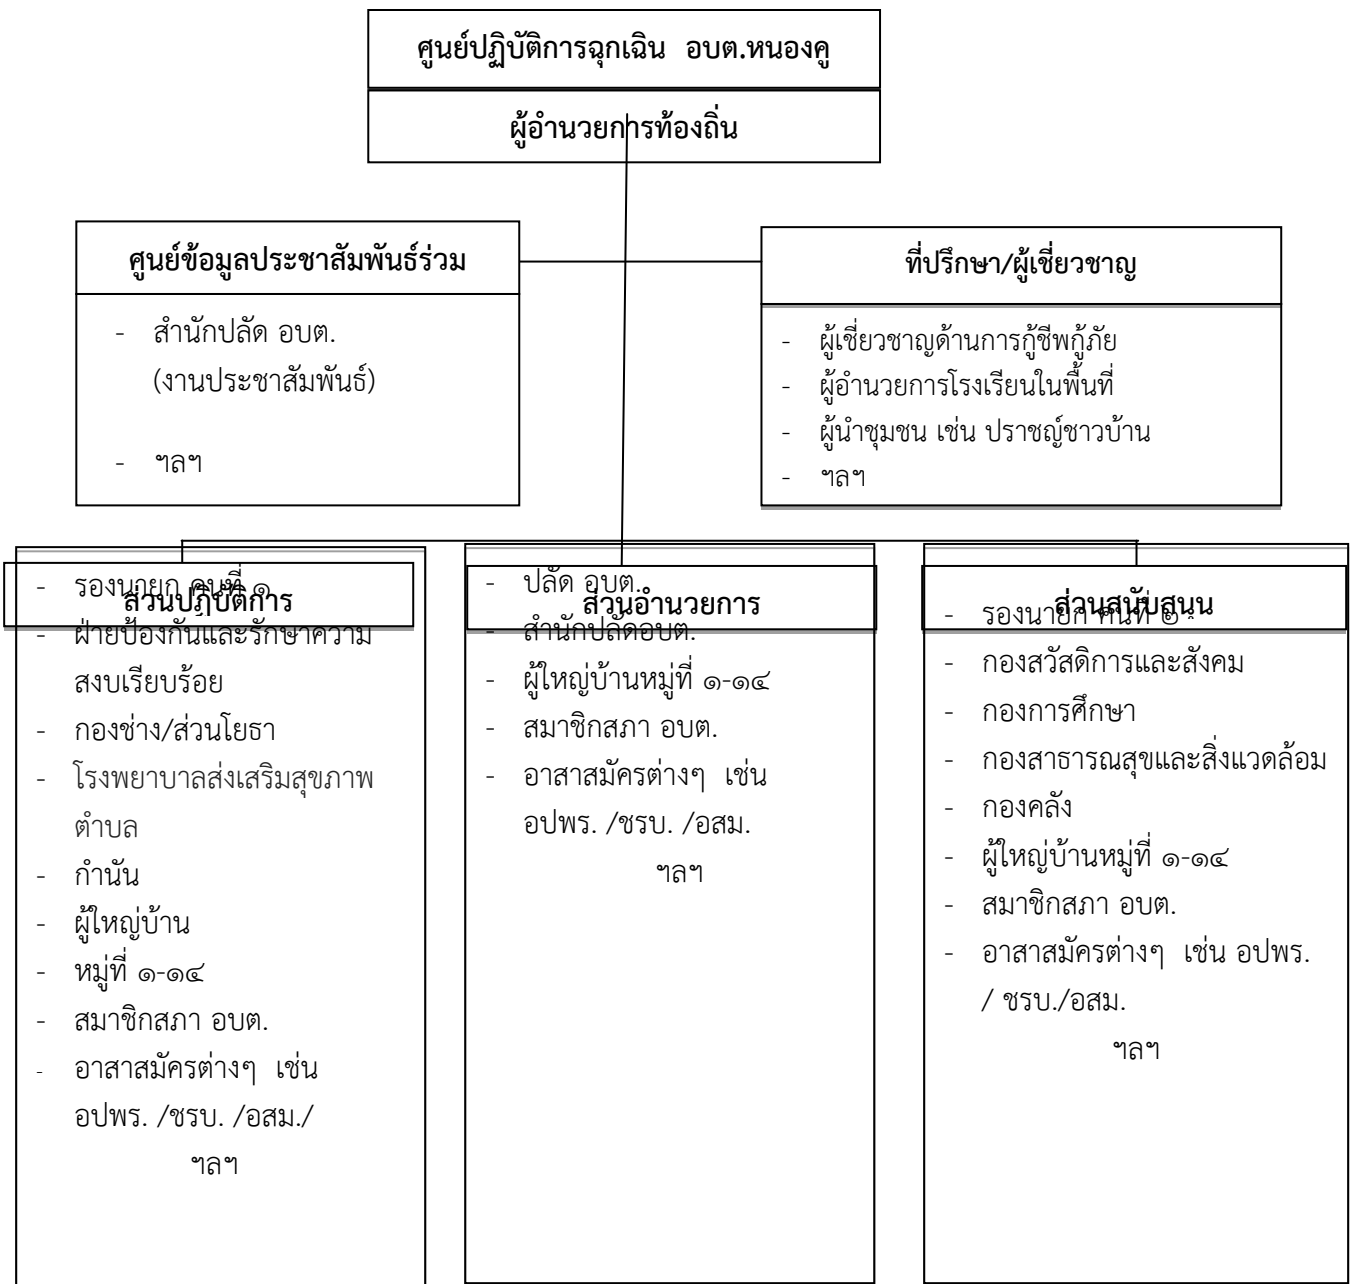 ศูนย์ปฏิบัติการฉุกเฉิน อบต.หนองคู
ผู้อำนวยการท้องถิ่น
ศูนย์ข้อมูลประชาสัมพันธ์ร่วม
- สำนักปลัด อบต.
(งานประชาสัมพันธ์)
- ฯลฯ
ที่ปรึกษา/ผู้เชี่ยวชาญ
- ผู้เชี่ยวชาญด้านการกู้ชีพกู้ภัย
- ผู้อำนวยการโรงเรียนในพื้นที่
- ผู้นำชุมชน เช่น ปราชญ์ชาวบ้าน
- ฯลฯ
ส่วนปฏิบัติการ
- รองนายก คนที่ ๑
- ฝ่ายป้องกันและรักษาความ
สงบเรียบร้อย
- กองช่าง/ส่วนโยธา
- โรงพยาบาลส่งเสริมสุขภาพ
ตำบล
- กำนัน
- ผู้ใหญ่บ้าน
- หมู่ที่ ๑-๑๔
- สมาชิกสภา อบต.
- อาสาสมัครต่างๆ เช่น
อปพร. /ชรบ. /อสม./
ฯลฯ
ส่วนอำนวยการ
- ปลัด อบต.
- สำนักปลัดอบต.
- ผู้ใหญ่บ้านหมู่ที่ ๑-๑๔
- สมาชิกสภา อบต.
- อาสาสมัครต่างๆ เช่น
อปพร. /ชรบ. /อสม.
ฯลฯ
ส่วนสนับสนุน
- รองนายก คนที่ ๒
- กองสวัสดิการและสังคม
- กองการศึกษา
- กองสาธารณสุขและสิ่งแวดล้อม
- กองคลัง
- ผู้ใหญ่บ้านหมู่ที่ ๑-๑๔
- สมาชิกสภา อบต.
- อาสาสมัครต่างๆ เช่น อปพร.
/ ชรบ./อสม.
ฯลฯ